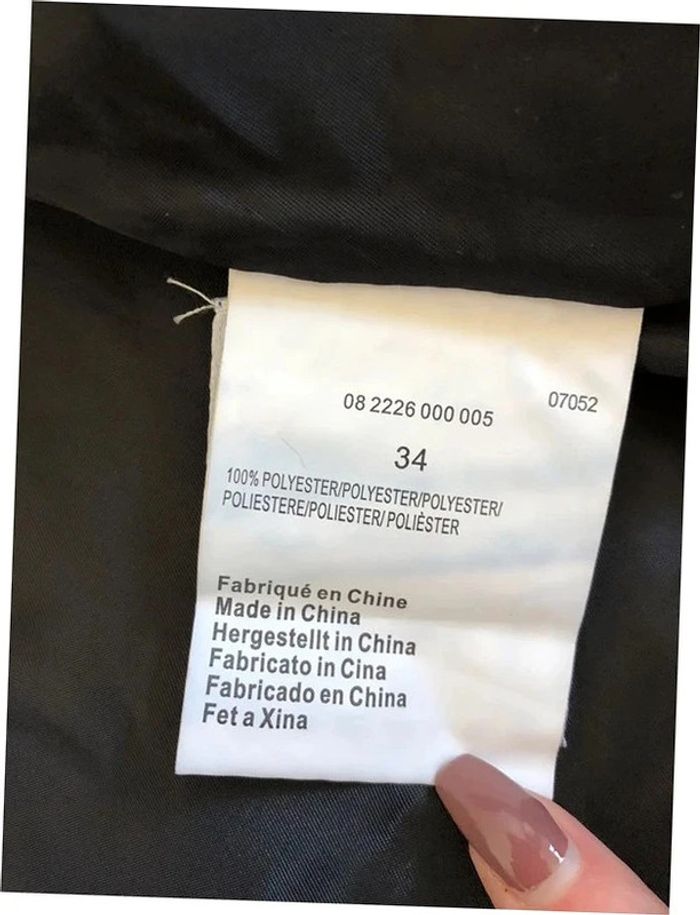 08 2226 000 005 07052
34
100% POLYESTER/POLYESTER/POLYESTER/
POLIESTERE/POLIESTER/POLIÈSTER
Fabriqué en Chine
Made in China
Hergestellt in China
Fabricato in Cina
Fabricado en China
Fet a Xina